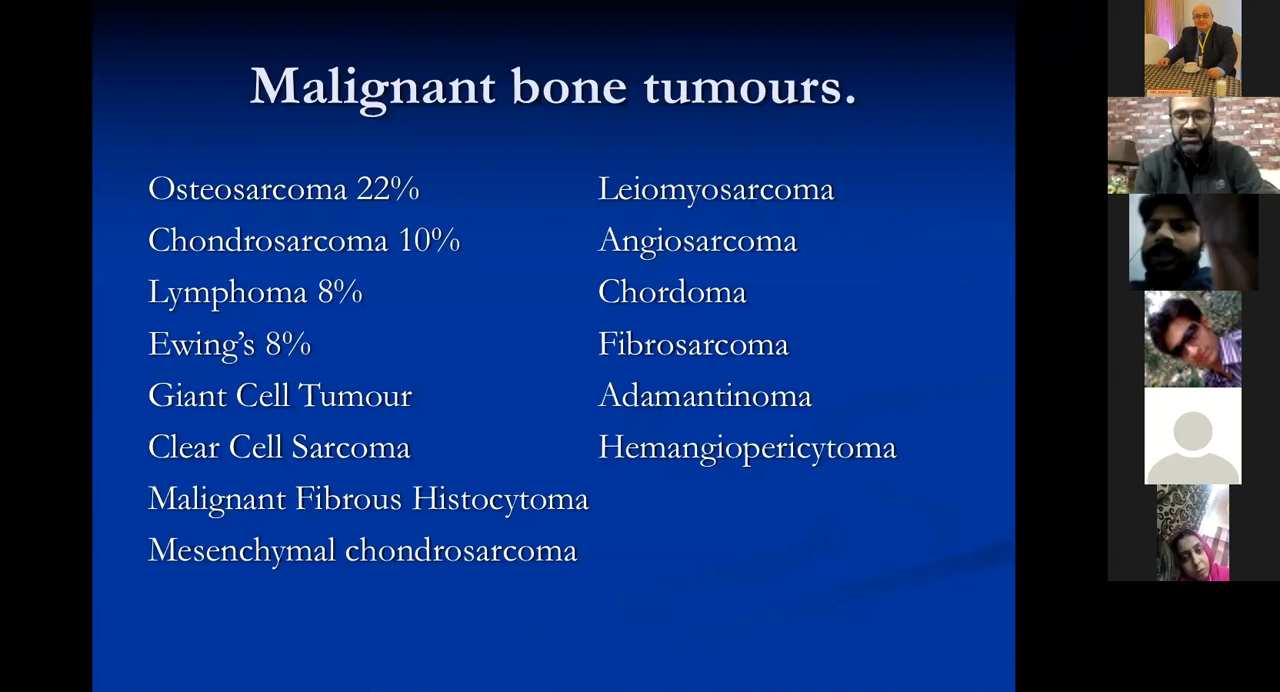 Malignant bone tumours.
Osteosarcoma 22%
Chondrosarcoma 10%
Lymphoma 8%
Ewing's 8%
Giant Cell Tumour
Clear Cell Sarcoma
Malignant Fibrous Histocytoma
Mesenchymal chondrosarcoma
Leiomyosarcoma
Angiosarcoma
Chordoma
Fibrosarcoma
Adamantinoma
Hemangiopericytoma